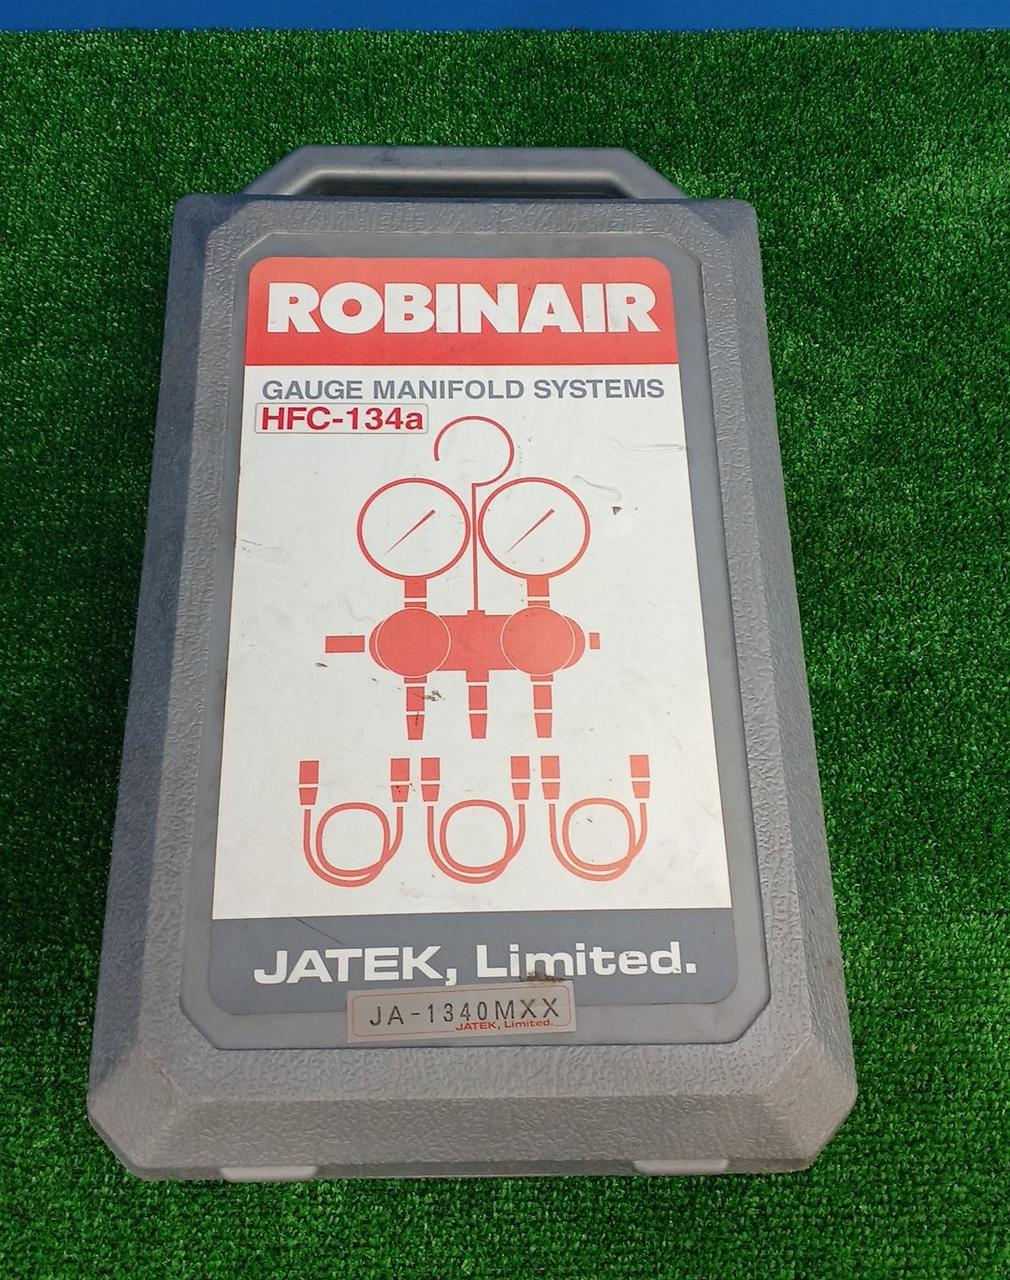 ROBINAIR
GAUGE MANIFOLD SYSTEMS
HFC-134a
JATEK, Limited.
JA-1340MXX
JATEK, Limited.